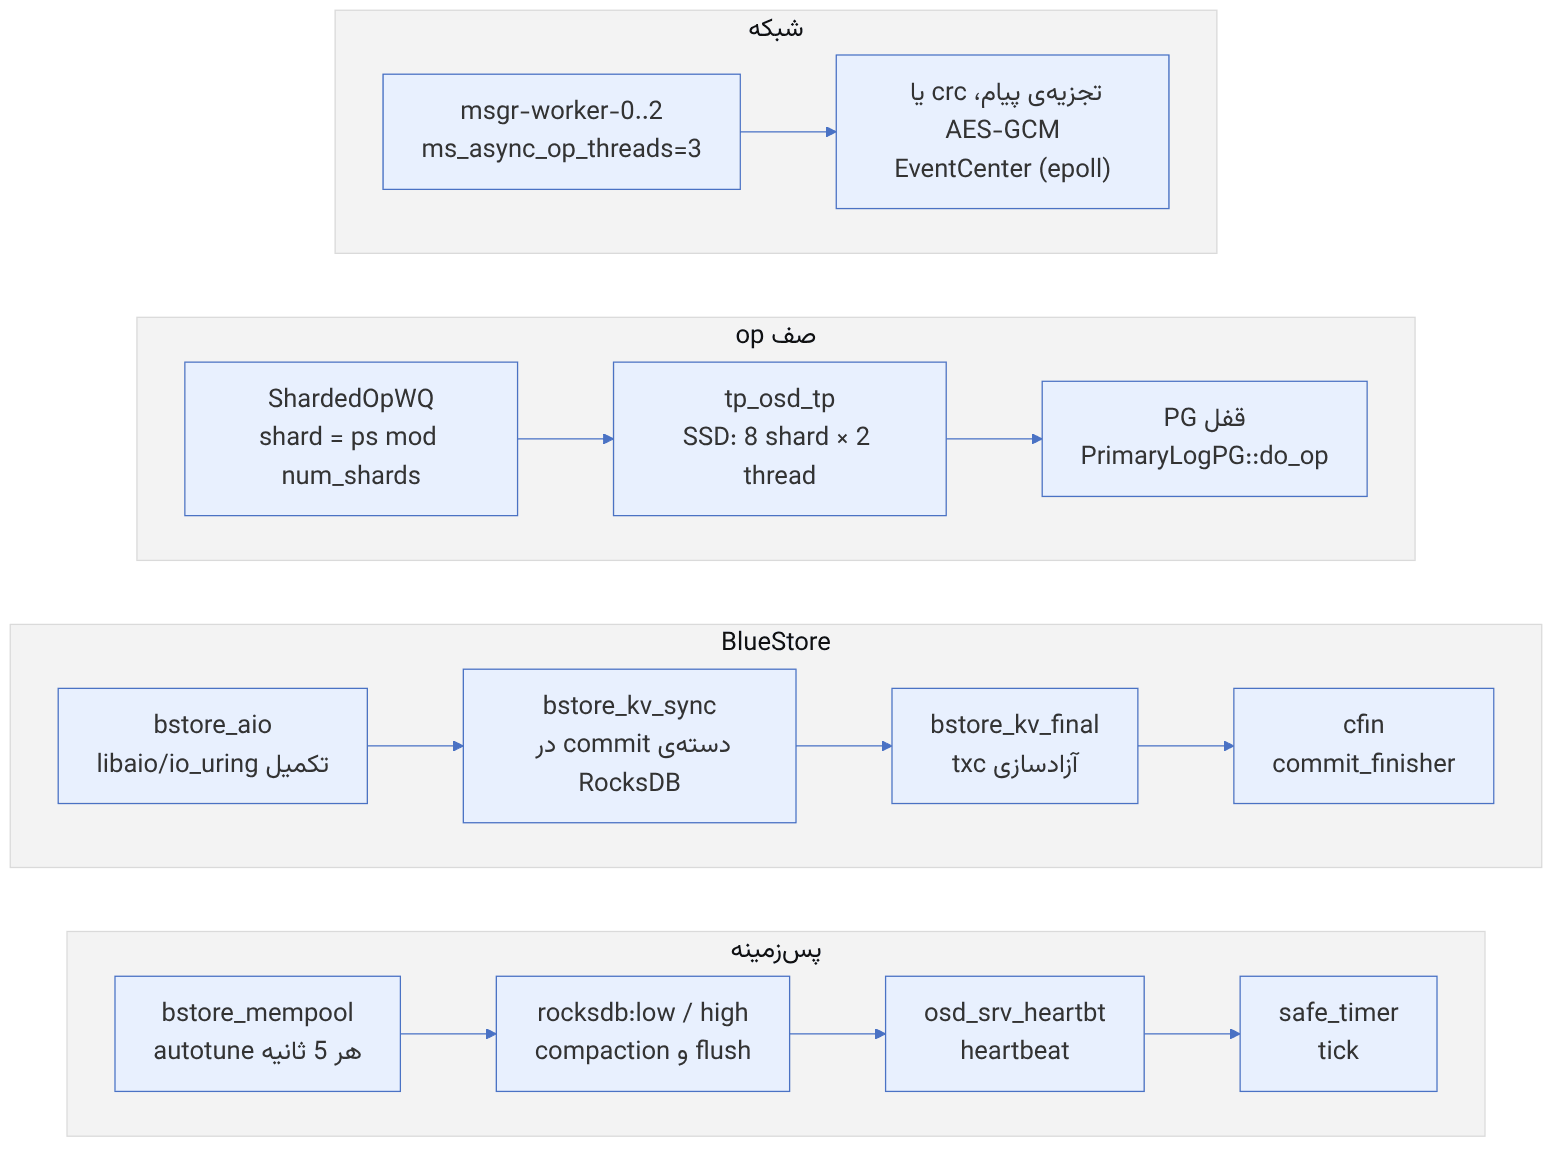 شبکه
msgr-worker-0..2
ms_async_op_threads=3
تجزیه‌ی پیام، crc یا
AES-GCM
EventCenter (epoll)
صف op
ShardedOpWQ
shard = ps mod
num_shards
tp_osd_tp
SSD: 8 shard × 2
thread
قفل PG
PrimaryLogPG::do_op
BlueStore
bstore_aio
تکمیل libaio/io_uring
bstore_kv_sync
دسته‌ی commit در
RocksDB
bstore_kv_final
آزادسازی txc
cfin
commit_finisher
پس‌زمینه
bstore_mempool
هر 5 ثانیه autotune
rocksdb:low / high
compaction و flush
osd_srv_heartbt
heartbeat
safe_timer
tick